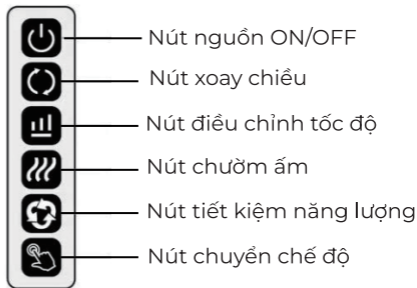 Nút nguồn ON/OFF
Nút xoay chiều
Nút điều chỉnh tốc độ
Nút chườm ấm
Nút tiết kiệm năng lượng
Nút chuyển chế độ